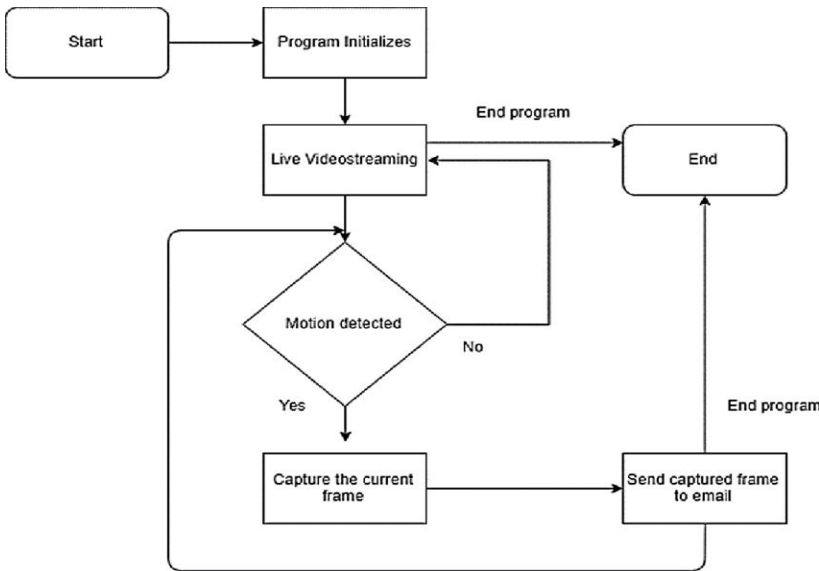 Start
Program Initializes
End program
Live Videostreaming
End
Motion detected
No
Yes
End program
Capture the current
frame
Send captured frame
to email